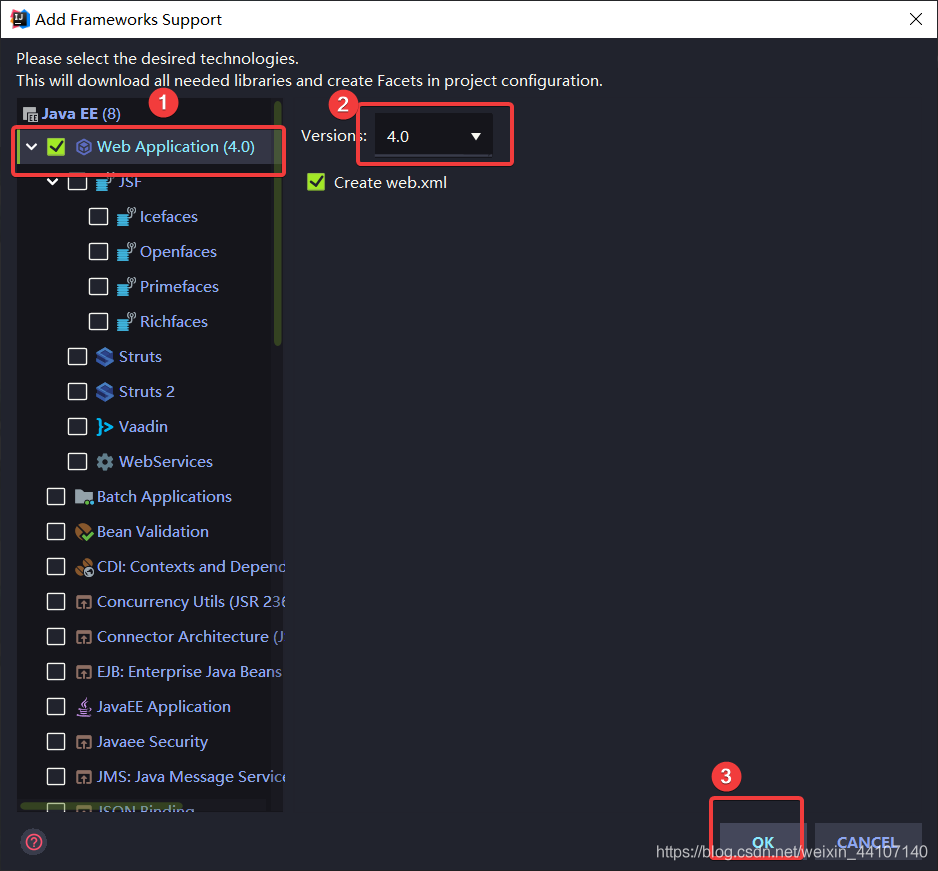 Add Frameworks Support
Please select the desired technologies.
This will download all needed libraries and create Facets in project configuration.
1
2
Java EE (8)
Versions:
4.0
Web Application (4.0)
Create web.xml
JSF
Icefaces
Openfaces
Primefaces
Richfaces
Struts
Struts 2
Vaadin
WebServices
Batch Applications
Bean Validation
CDI: Contexts and Depend
Concurrency Utils (JSR 236
Connector Architecture (J
EJB: Enterprise Java Beans
JavaEE Application
Javaee Security
JMS: Java Message Service
JSON Binding
3
?
OK
CANCEL
https://blog.csdn.net/weixin_44107140